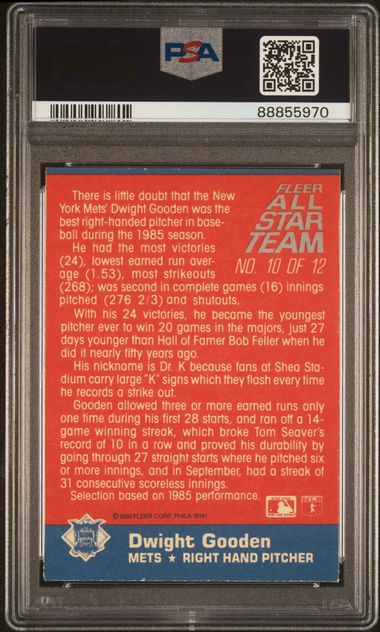 PSA
88855970
FLEER
ALL
STAR
TEAM
NO. 10 OF 12
There is little doubt that the New
York Mets' Dwight Gooden was the
best right-handed pitcher in base-
ball during the 1985 season.
He had the most victories
(24), lowest earned run aver-
age (1.53), most strikeouts
(268); was second in complete games (16) innings
pitched (276 2/3) and shutouts.
With his 24 victories, he became the youngest
pitcher ever to win 20 games in the majors, just 27
days younger than Hall of Famer Bob Feller when he
did it nearly fifty years ago.
His nickname is Dr. K because fans at Shea Sta-
dium carry large "K" signs which they flash every time
he records a strike out.
Gooden allowed three or more earned runs only
one time during his first 28 starts, and ran off a 14-
game winning streak, which broke Tom Seaver's
record of 10 in a row and proved his durability by
going through 27 straight starts where he pitched six
or more innings, and in September, had a streak of
31 consecutive scoreless innings.
Selection based on 1985 performance.
©1986 FLEER CORP., PHILA. 19141
Dwight Gooden
METS ★ RIGHT HAND PITCHER